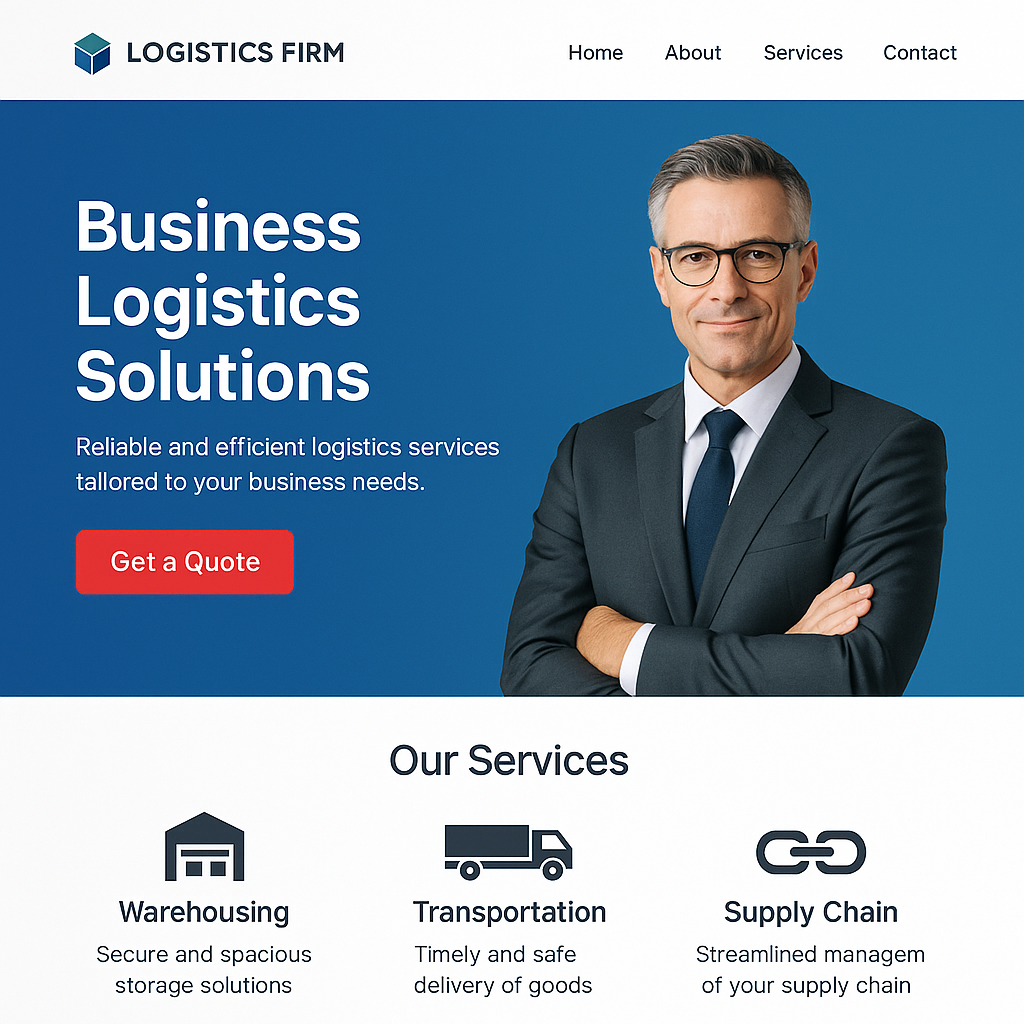 LOGISTICS FIRM
Home About Services Contact
Business
Logistics
Solutions
Reliable and efficient logistics services
tallored to your business needs.
Get a Quote
Our Services
Warehousing
Secure and spacious
storage solutions
Transportation
Timely and safe
delivery of goods
Supply Chain
Streamlined managem
of your supply chain